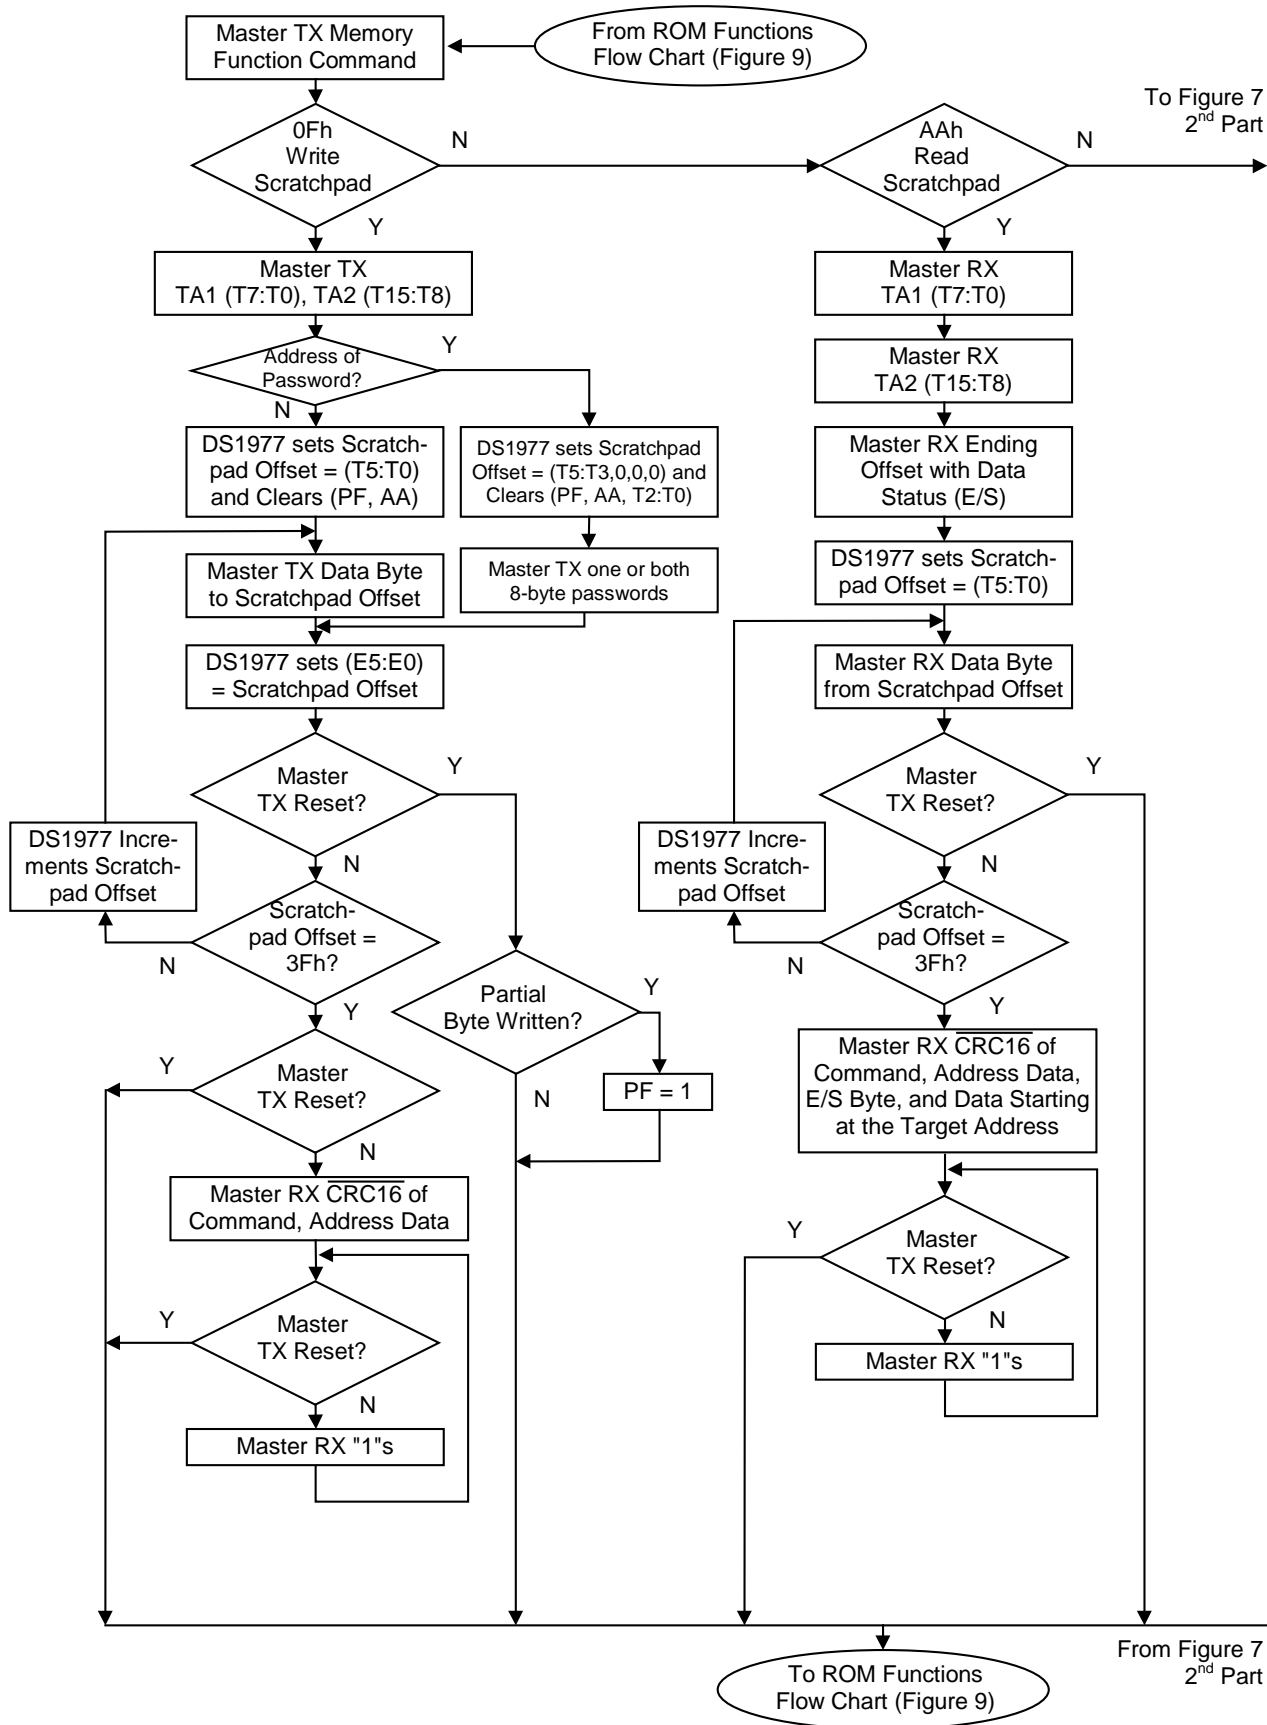 Master TX Memory
Function Command
From ROM Functions
Flow Chart (Figure 9)
To Figure 7
2nd Part
0Fh
Write
Scratchpad
N
Y
AAh
Read
Scratchpad
N
Y
Master TX
TA1 (T7:T0), TA2 (T15:T8)
Address of
Password?
Y
N
DS1977 sets Scratch-
pad Offset = (T5:T0)
and Clears (PF, AA)
DS1977 sets Scratchpad
Offset = (T5:T3,0,0,0) and
Clears (PF, AA, T2:T0)
Master TX Data Byte
to Scratchpad Offset
Master TX one or both
8-byte passwords
DS1977 sets (E5:E0)
= Scratchpad Offset
Master
TX Reset?
Y
N
DS1977 Incre-
ments Scratch-
pad Offset
Scratch-
pad Offset =
3Fh?
N
Y
Partial
Byte Written?
Y
N
PF = 1
Master
TX Reset?
Y
N
Master RX CRC16 of
Command, Address Data
Master
TX Reset?
Y
N
Master RX "1"s
Master RX
TA1 (T7:T0)
Master RX
TA2 (T15:T8)
Master RX Ending
Offset with Data
Status (E/S)
DS1977 sets Scratch-
pad Offset = (T5:T0)
Master RX Data Byte
from Scratchpad Offset
Master
TX Reset?
Y
N
DS1977 Incre-
ments Scratch-
pad Offset
Scratch-
pad Offset =
3Fh?
N
Y
Master RX CRC16 of
Command, Address Data,
E/S Byte, and Data Starting
at the Target Address
Master
TX Reset?
Y
N
Master RX "1"s
From Figure 7
2nd Part
To ROM Functions
Flow Chart (Figure 9)